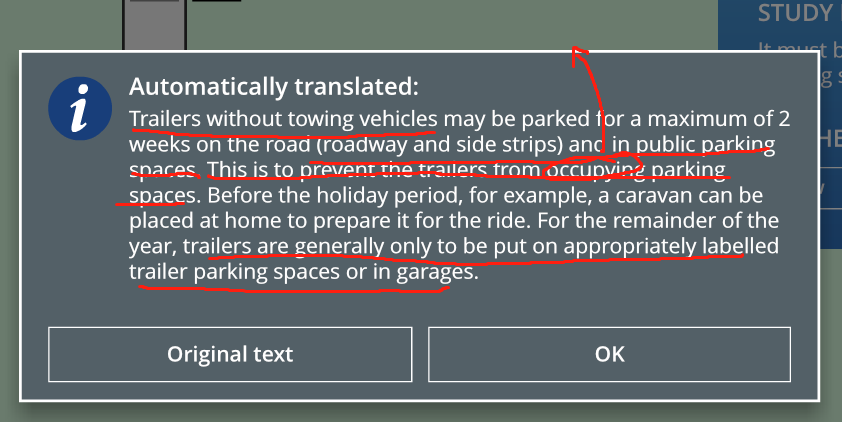 STUDY
It must b
Automatically translated:
Trailers without towing vehicles may be parked for a maximum of 2
weeks on the road (roadway and side strips) and in public parking
spaces. This is to prevent the trailers from occupying parking
spaces. Before the holiday period, for example, a caravan can be
placed at home to prepare it for the ride. For the remainder of the
year, trailers are generally only to be put on appropriately labelled
trailer parking spaces or in garages.
Original text
OK